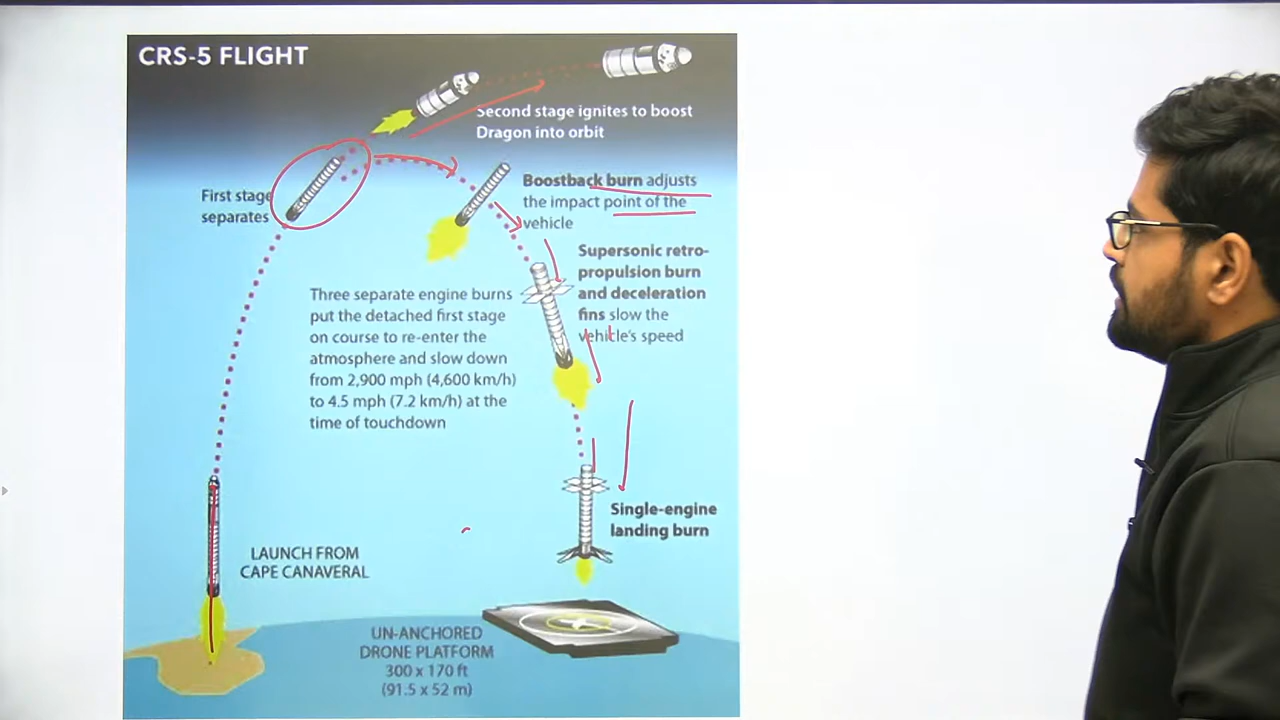 CRS-5 FLIGHT
Second stage ignites to boost
Dragon into orbit
First stage
separates
Boostback burn adjusts
the impact point of the
vehicle
Supersonic retro-
propulsion burn
and deceleration
fins slow the
vehicle's speed
Three separate engine burns
put the detached first stage
on course to re-enter the
atmosphere and slow down
from 2,900 mph (4,600 km/h)
to 4.5 mph (7.2 km/h) at the
time of touchdown
Single-engine
landing burn
LAUNCH FROM
CAPE CANAVERAL
UN-ANCHORED
DRONE PLATFORM
300 x 170 ft
(91.5 x 52 m)